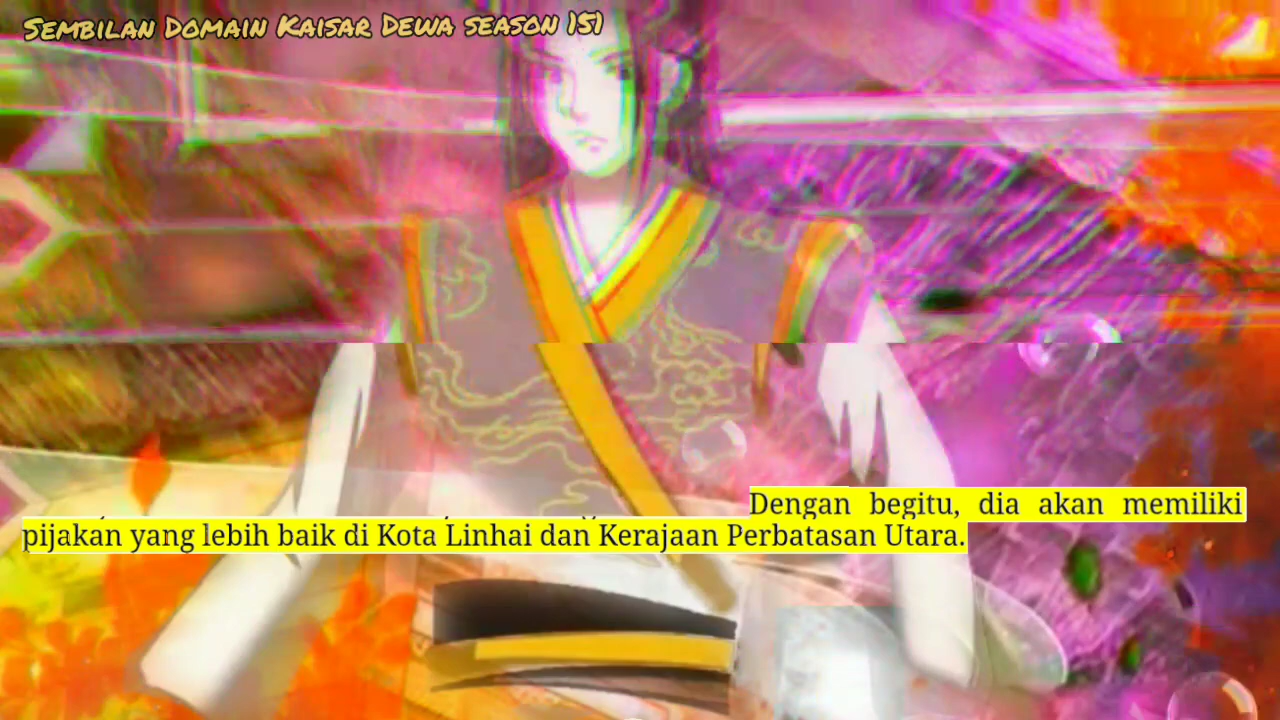 Sembilan Domain Kaisar Dewa season 151
Dengan begitu, dia akan memiliki
pijakan yang lebih baik di Kota Linhai dan Kerajaan Perbatasan Utara.